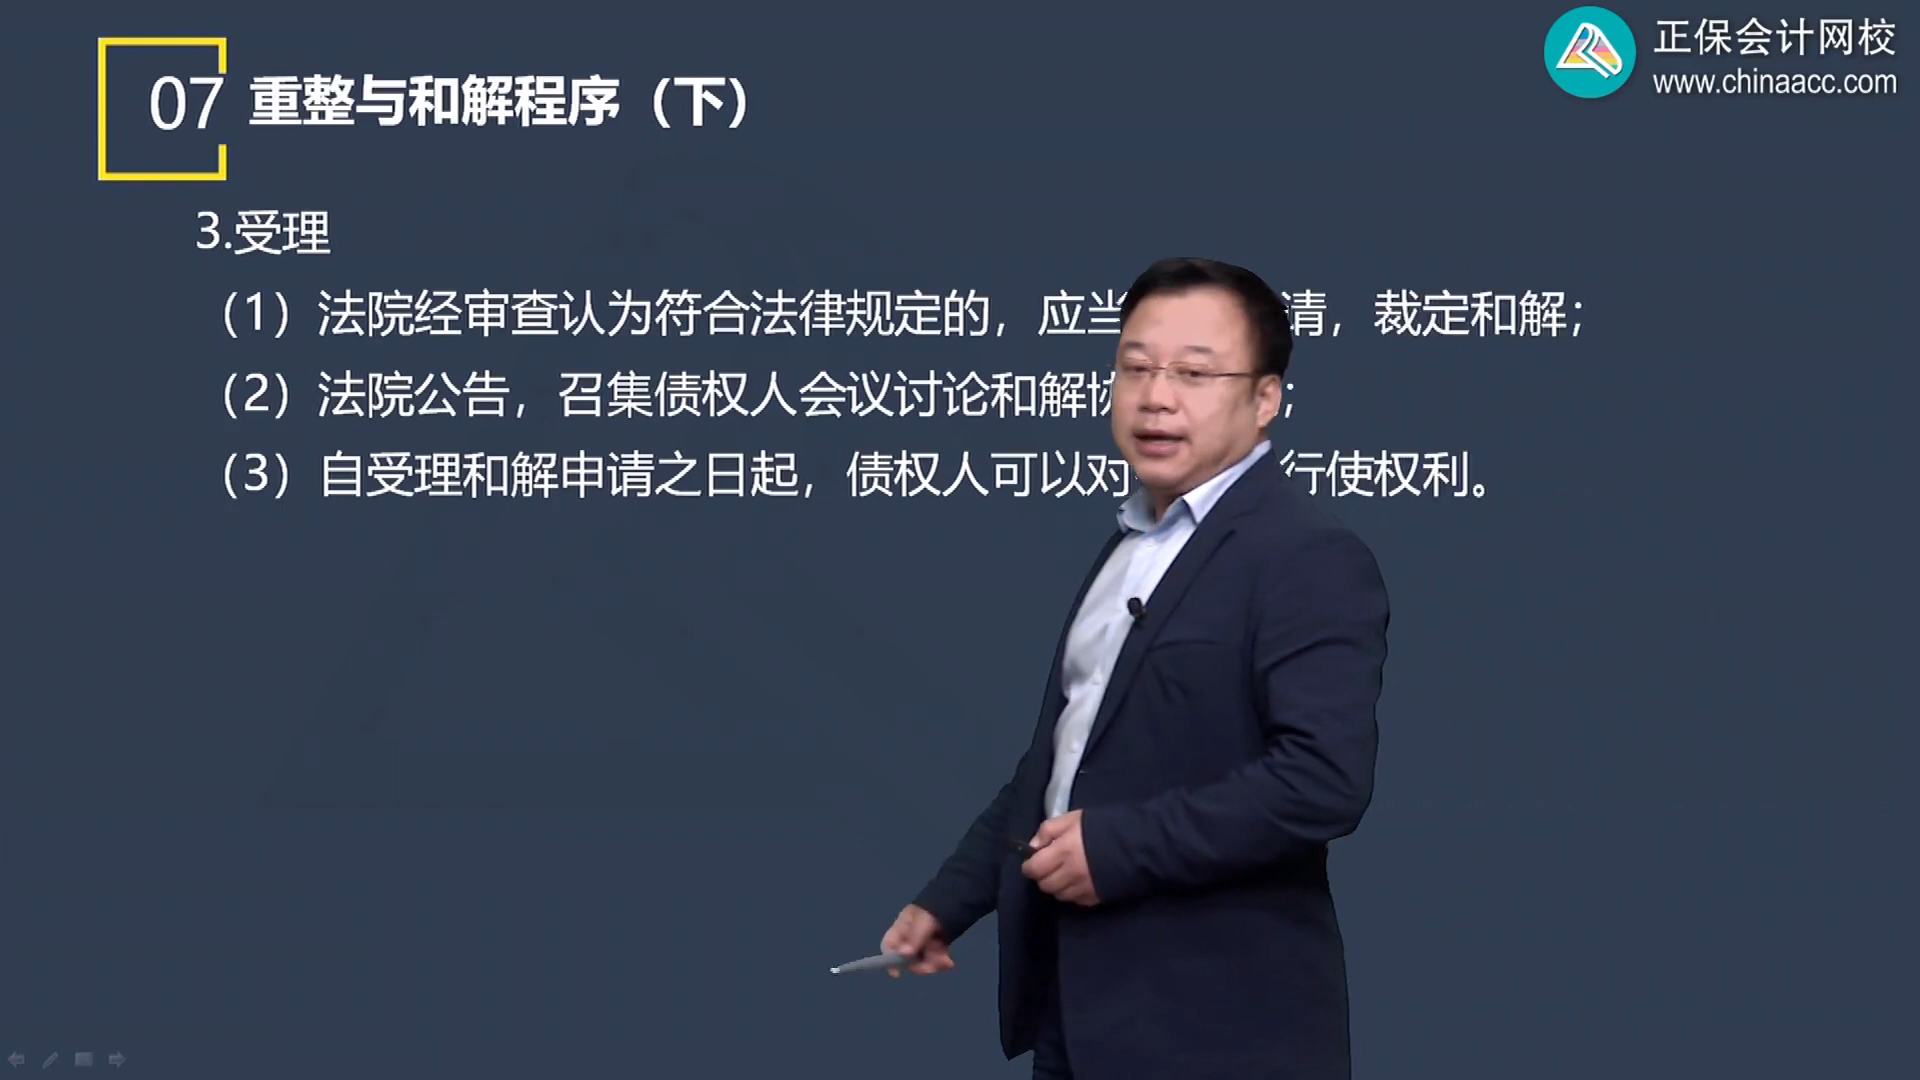 正保会计网校
www.chinaacc.com
07 重整与和解程序（下）
3.受理
（1）法院经审查认为符合法律规定的，应当 请，裁定和解；
（2）法院公告，召集债权人会议讨论和解协 ；
（3）自受理和解申请之日起，债权人可以对 行使权利。